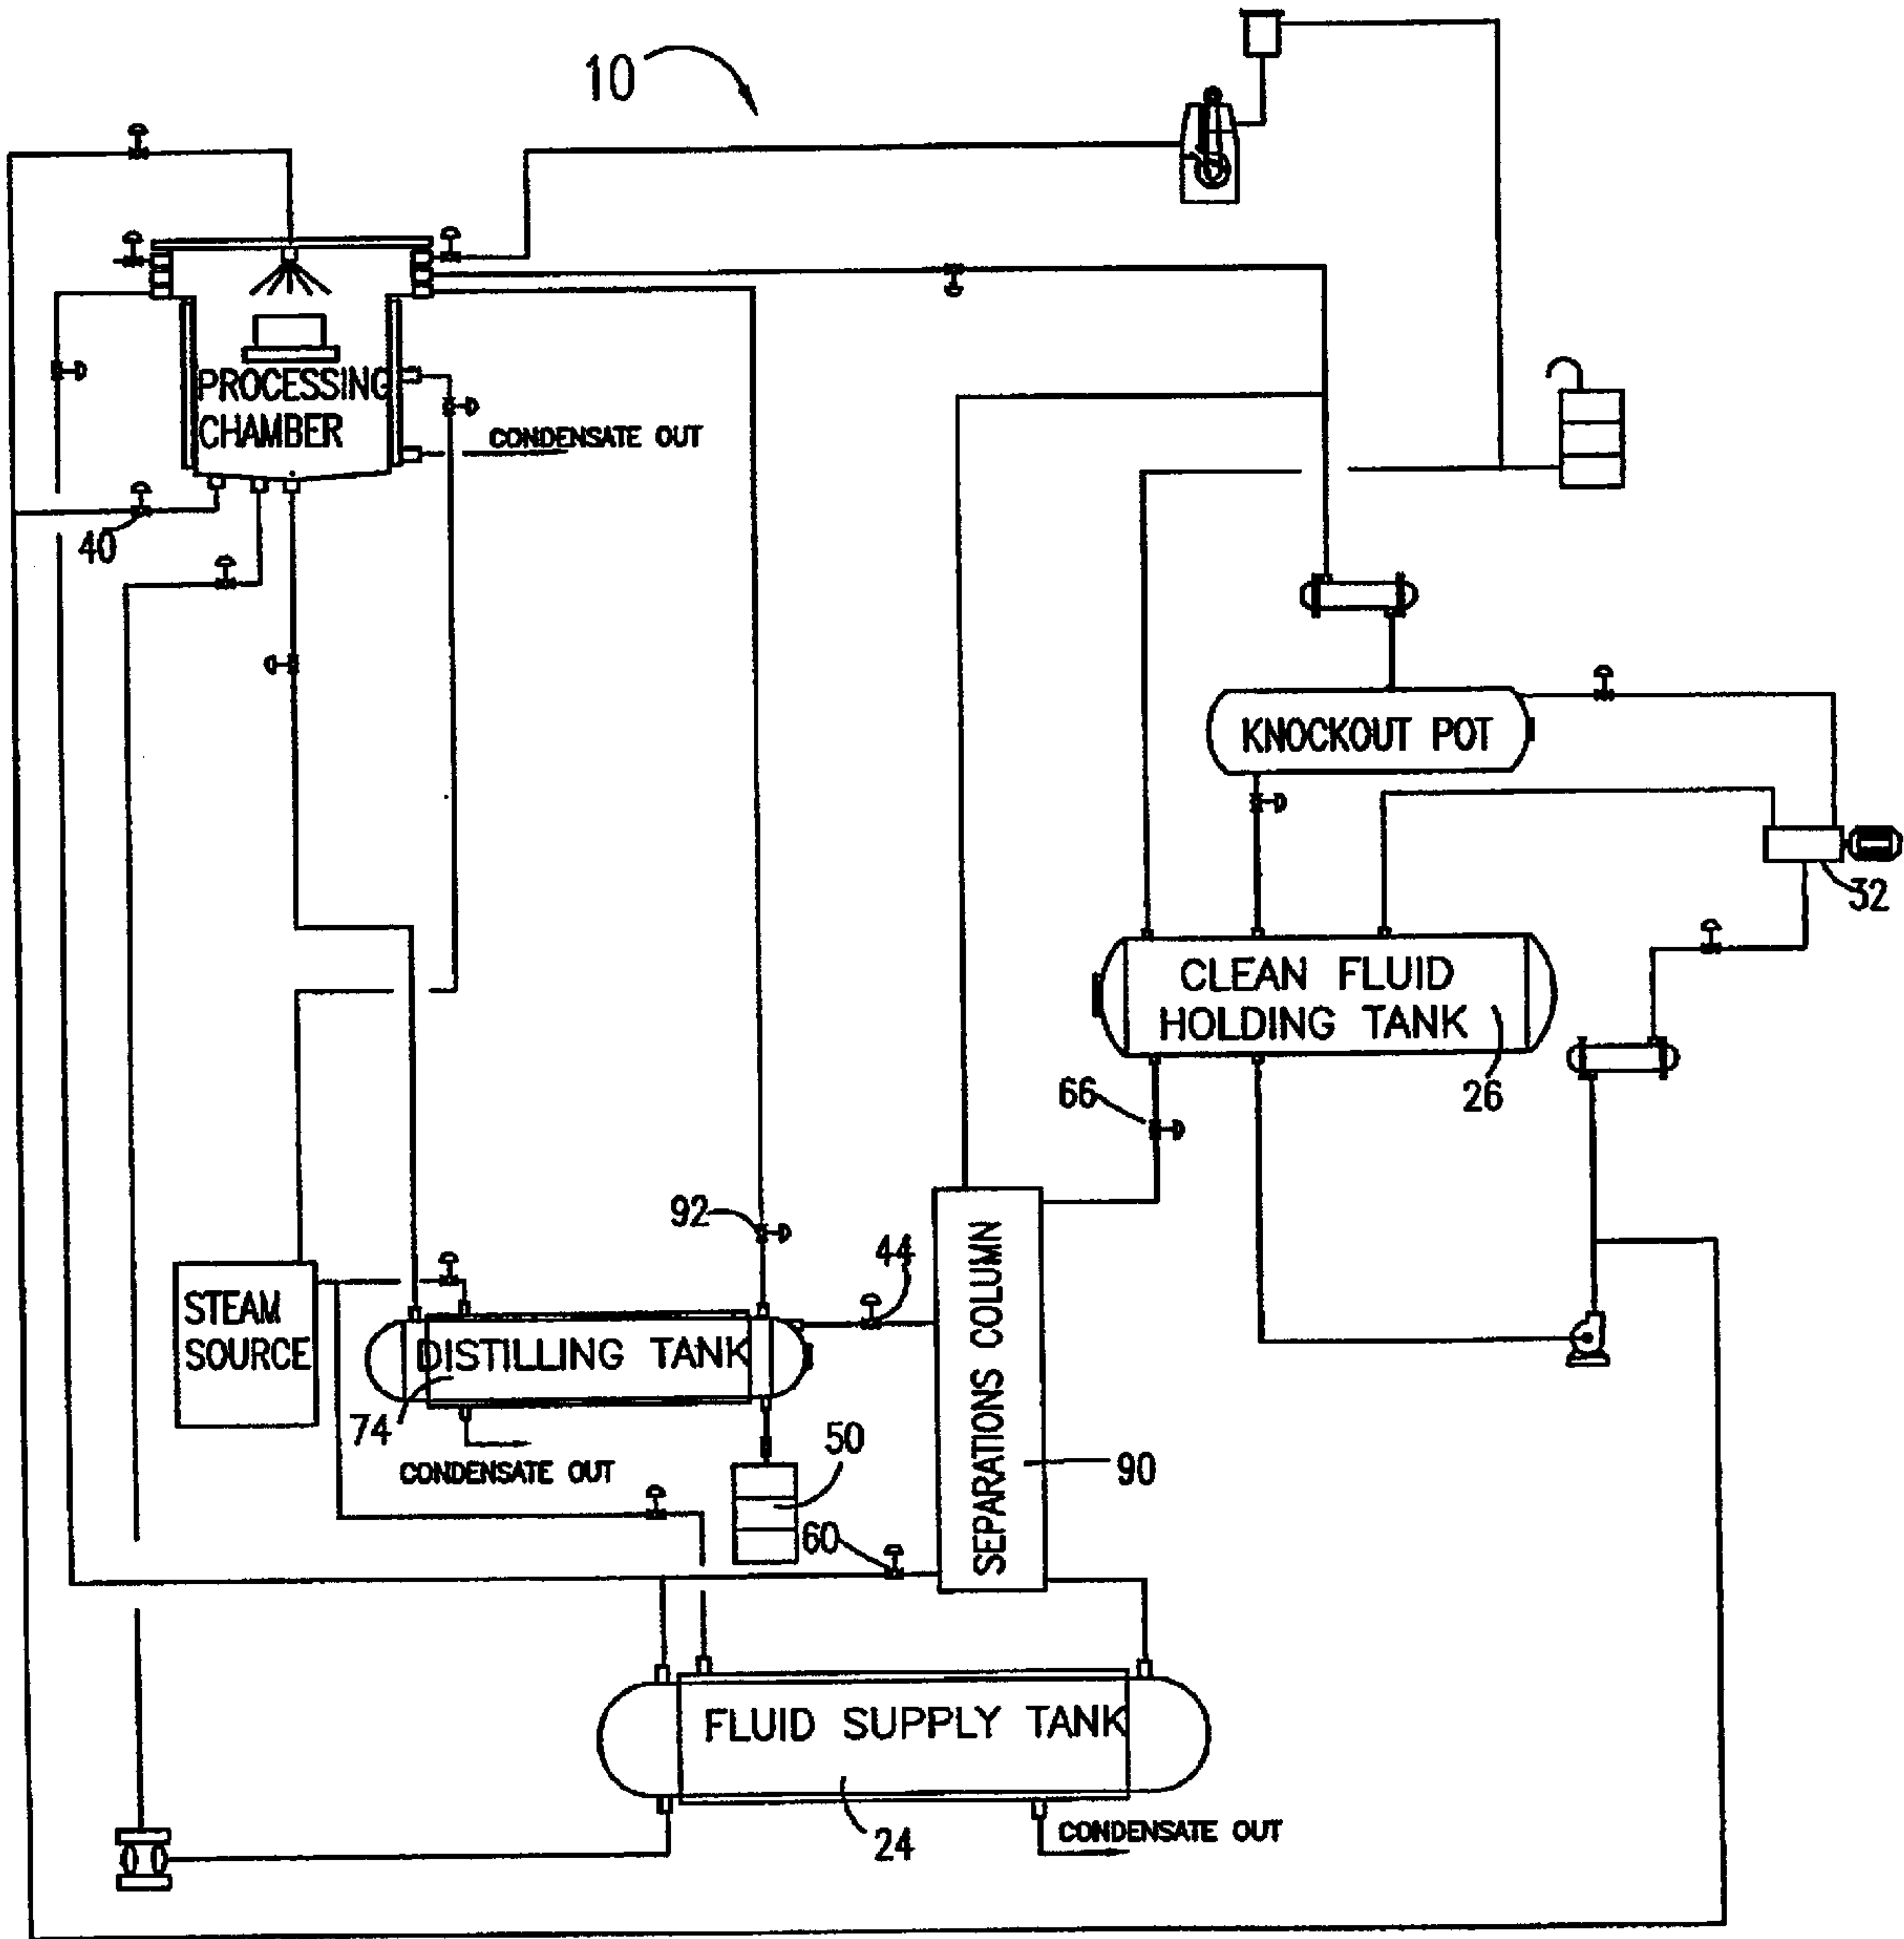 10
PROCESSING
CHAMBER
CONDENSATE OUT
40
KNOCKOUT POT
32
CLEAN FLUID
HOLDING TANK
26
66
92
44
STEAM
SOURCE
DISTILLING TANK
74
CONDENSATE OUT
50
SEPARATIONS COLUMN
90
60
FLUID SUPPLY TANK
24
CONDENSATE OUT